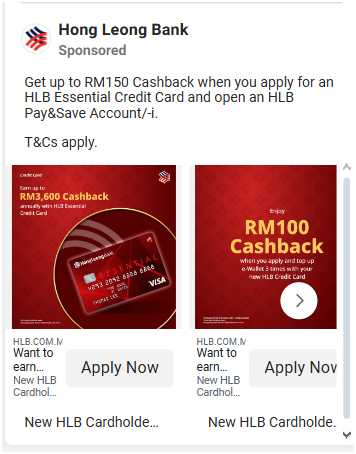 Hong Leong Bank
Sponsored
Get up to RM150 Cashback when you apply for an
HLB Essential Credit Card and open an HLB
Pay&Save Account/-i.
T&Cs apply.
Credit Card
Earn up to
RM3,600 Cashback
annually with HLB Essential
Credit Card
HongLeong Bank
ESSENTIAL
VISA
Enjoy
RM100
Cashback
when you apply and top up
e-Wallet 3 times with your
new HLB Credit Card
HLB.COM.M
Want to
earn...
New HLB
Cardhol...
Apply Now
HLB.COM.M
Want to
earn...
New HLB
Cardhol...
Apply Nov
New HLB Cardholde...
New HLB Cardholde.